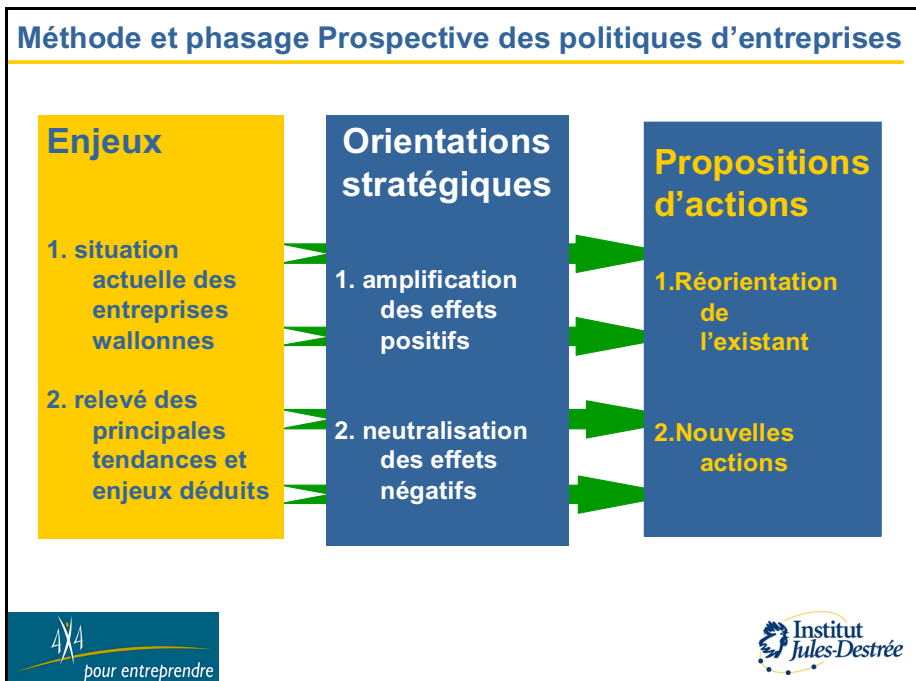 Méthode et phasage Prospective des politiques d’entreprises
Enjeux
1. situation
actuelle des
entreprises
wallonnes
2. relevé des
principales
tendances et
enjeux déduits
Orientations
stratégiques
1. amplification
des effets
positifs
2. neutralisation
des effets
négatifs
Propositions
d’actions
1.Réorientation
de
l’existant
2.Nouvelles
actions
4X4
pour entreprendre
Institut
Jules-Destrée